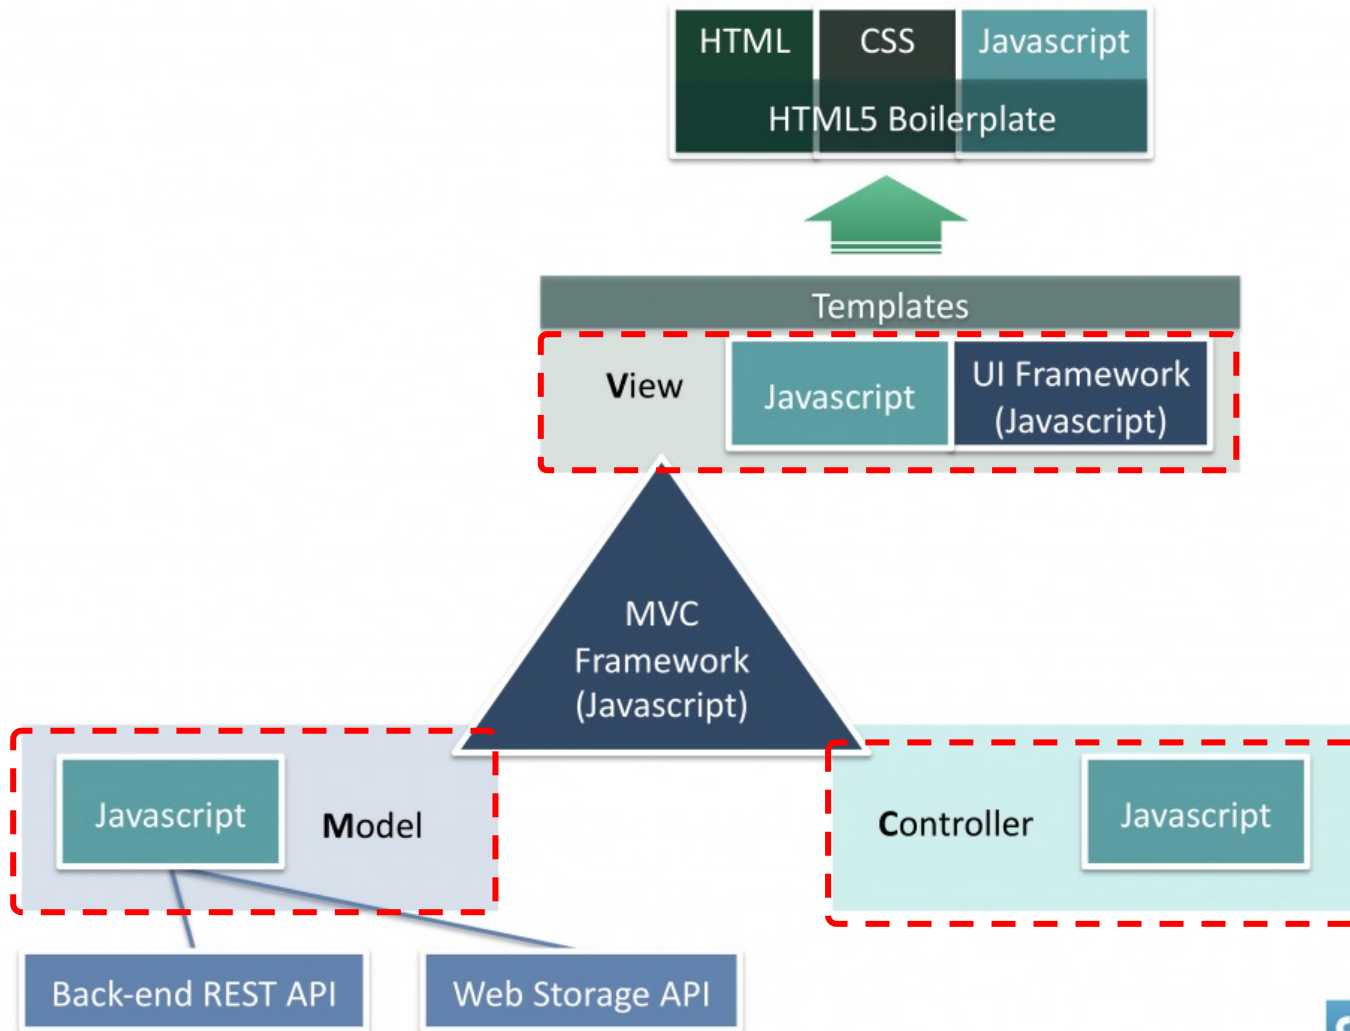 HTML CSS Javascript
HTML5 Boilerplate
Templates
View
Javascript
UI Framework
(Javascript)
MVC
Framework
(Javascript)
Javascript
Model
Controller
Javascript
Back-end REST API
Web Storage API